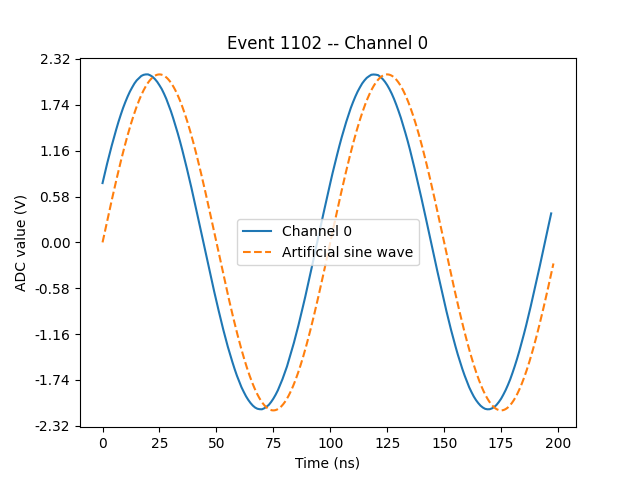 Event 1102 -- Channel 0
2.32
1.74
1.16
0.58
0.00
-0.58
-1.16
-1.74
-2.32
ADC value (V)
Channel 0
Artificial sine wave
0 25 50 75 100 125 150 175 200
Time (ns)